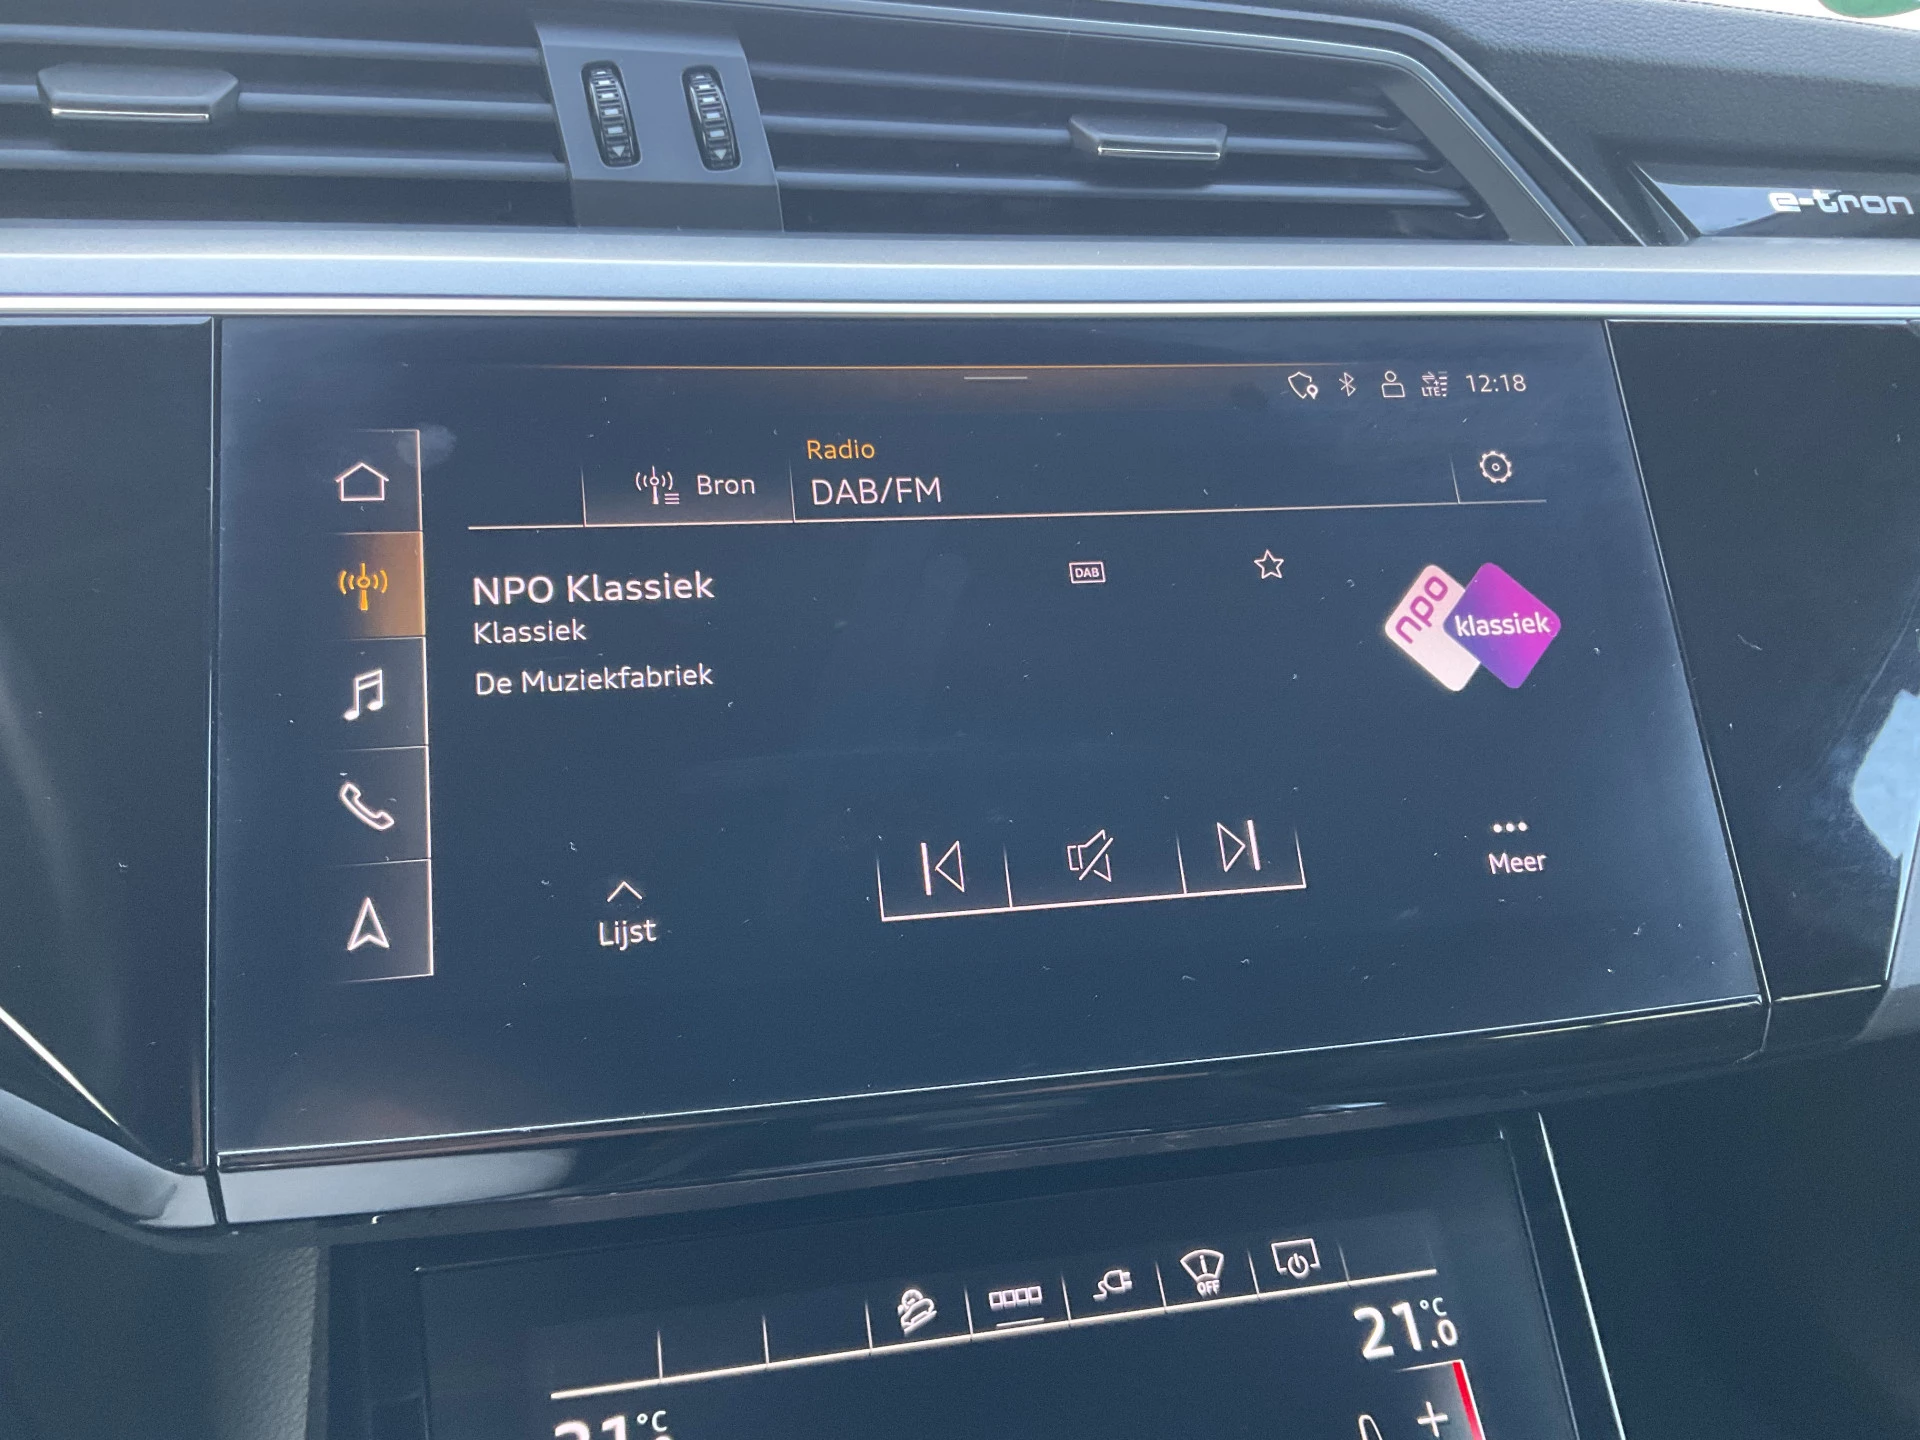 e-tron
LTE 12:18
Radio
Bron DAB/FM
NPO Klassiek
DAB
Klassiek
De Muziekfabriek
npo
klassiek
Meer
Lijst
OFF
21.0 °C
°C
+